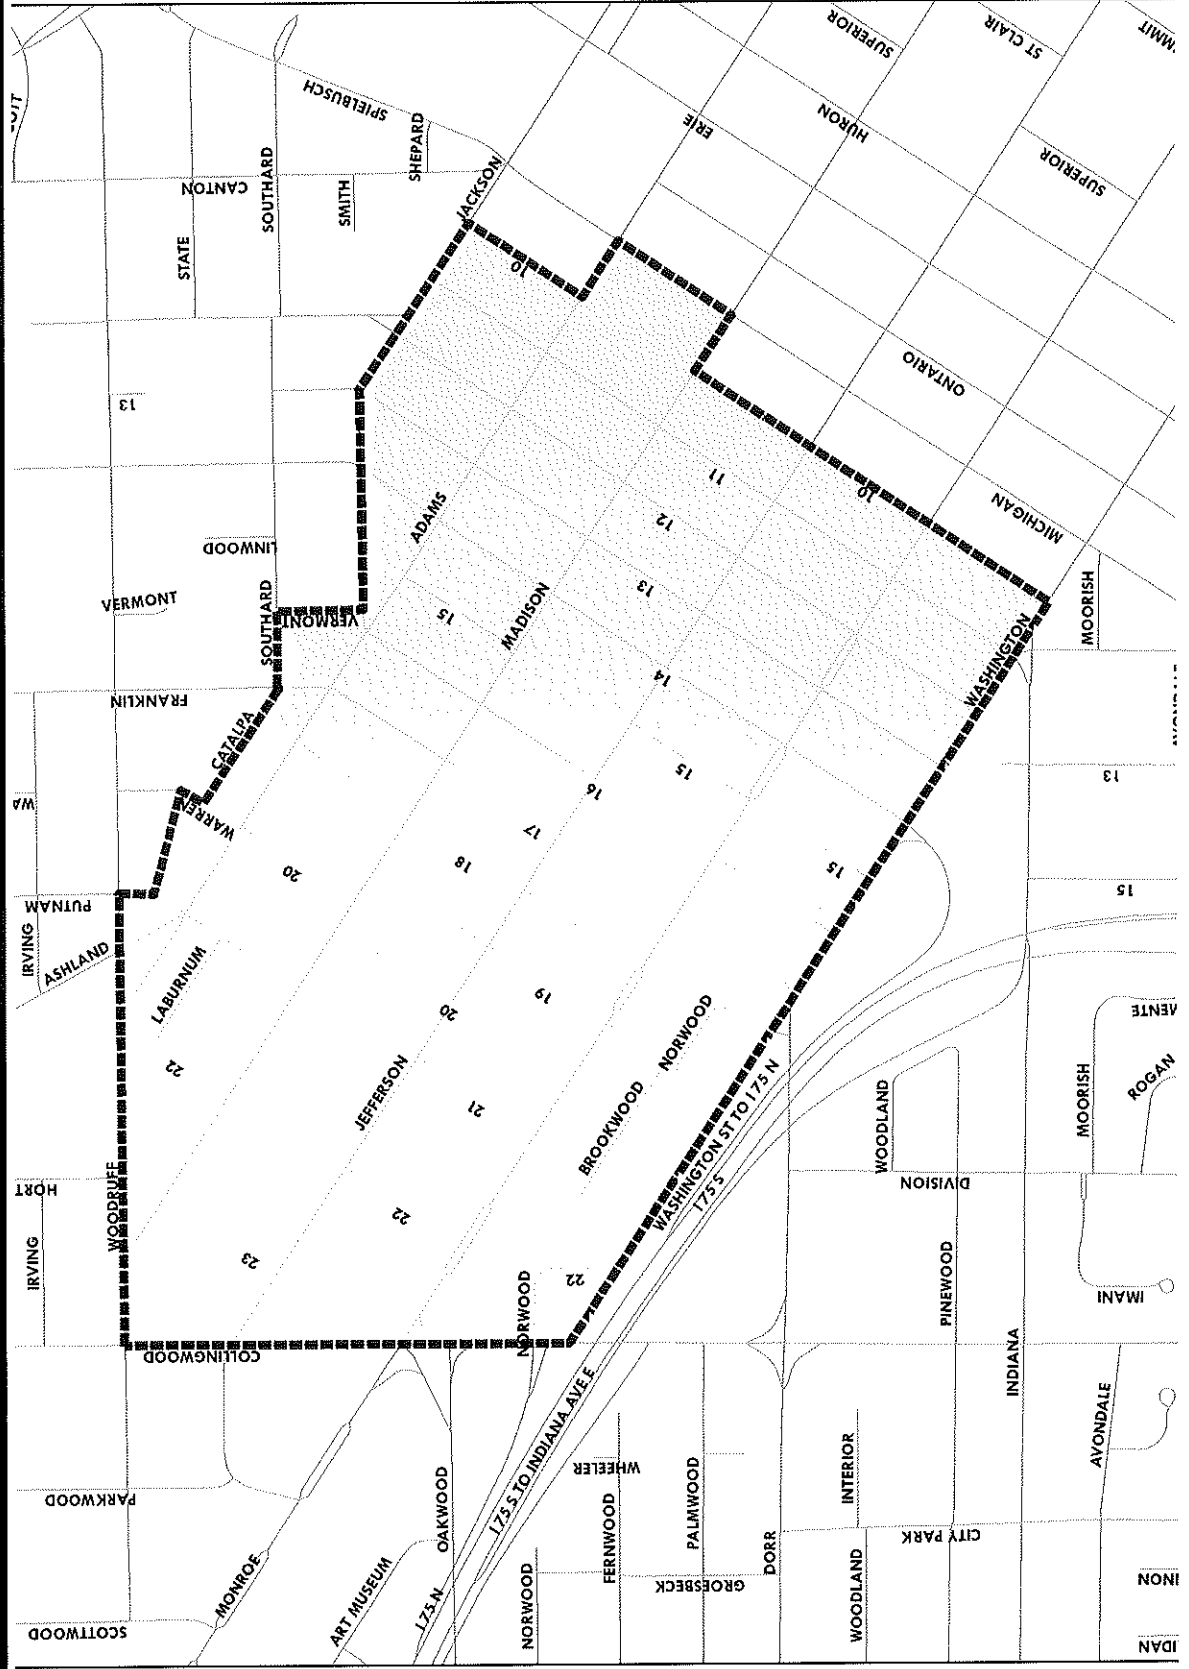 SUPERIOR
ST CLAIR
SPIELBUSCH
SHEPARD
ERIE
HURON
SUPERIOR
CANTON
SOUTHARD
SMITH
JACKSON
STATE
10
ONTARIO
13
11
10
12
MICHIGAN
ADAMS
LINWOOD
VERMONT
SOUTHARD
VERMONT
15
MADISON
13
MOORISH
FRANKLIN
14
WASHINGTON
CATALPA
15
13
WARREN
16
17
18
20
15
15
PUTNAM
IRVING
ASHLAND
LABURNUM
20
19
NORWOOD
22
JEFFERSON
21
BROOKWOOD
WASHINGTON ST TO I 75 N
I 75 S
WOODLAND
MOORISH
ROGAN
WOODRUFF
DIVISION
22
IRVING
23
22
NORWOOD
PINEWOOD
IMANI
COLLINGWOOD
INDIANA
I 75 S TO INDIANA AVE E
AVONDALE
WHEELER
PARKWOOD
OAKWOOD
FERNWOOD
PALMWOOD
INTERIOR
MONROE
ART MUSEUM
I 75 N
NORWOOD
GROESBECK
DORR
WOODLAND
CITY PARK
SCOTTWOOD